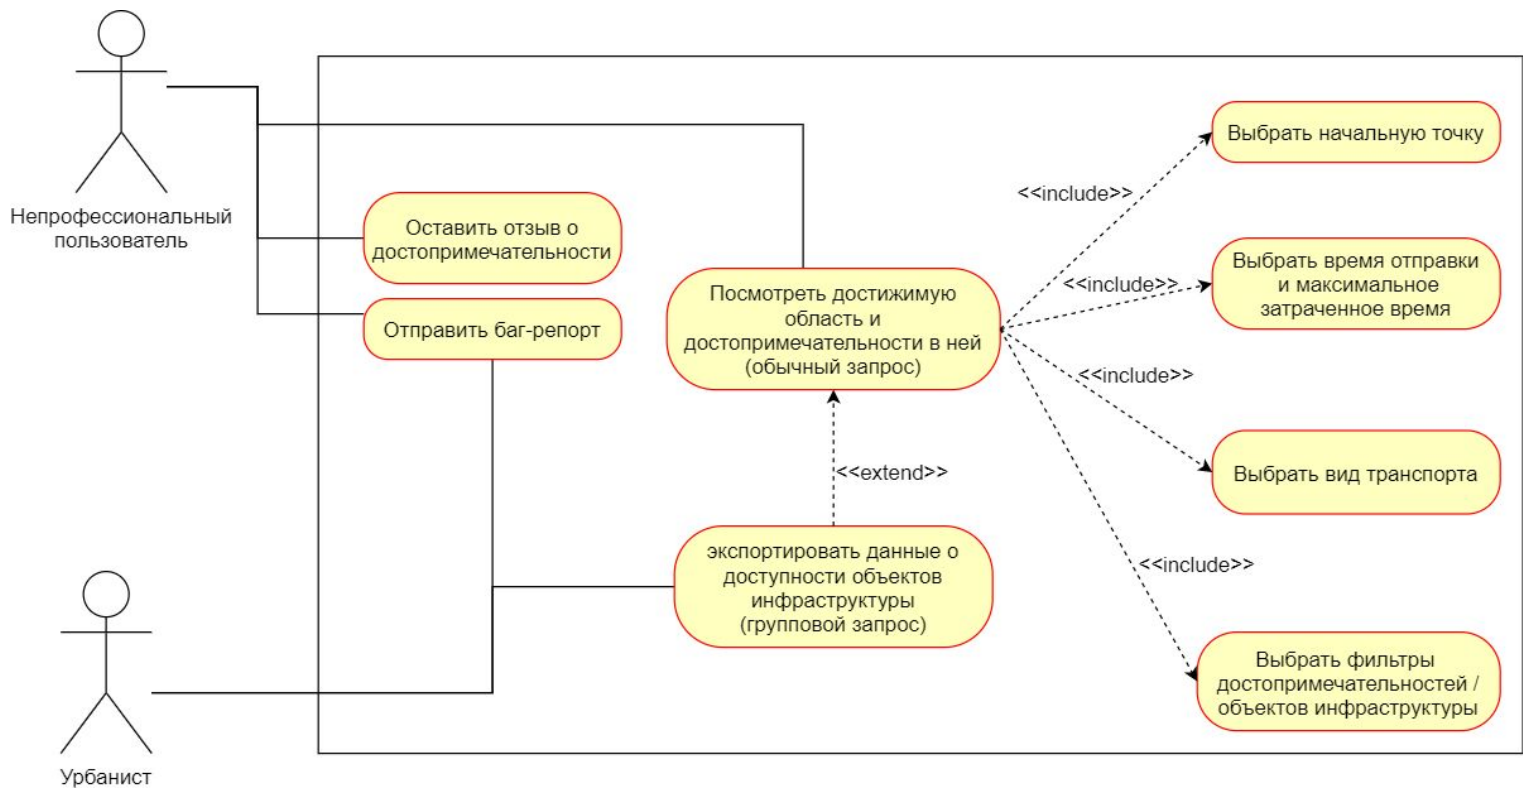 Непрофессиональный
пользователь
Оставить отзыв о
достопримечательности
Отправить баг-репорт
Посмотреть достижимую
область и
достопримечательности в ней
(обычный запрос)
<<extend>>
экспортировать данные о
доступности объектов
инфраструктуры
(групповой запрос)
<<include>>
<<include>>
<<include>>
<<include>>
Выбрать начальную точку
Выбрать время отправки
и максимальное
затраченное время
Выбрать вид транспорта
Выбрать фильтры
достопримечательностей /
объектов инфраструктуры
Урбанист